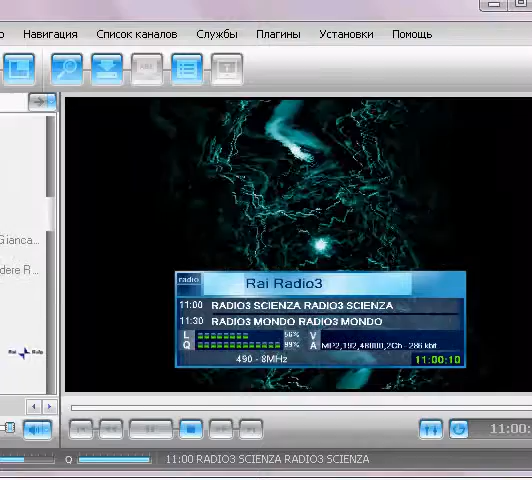 Навигация Список каналов Службы Плагины Установки Помощь
ABC
Gianca...
dere R...
radio Rai Radio3
11:00 RADIO3 SCIENZA RADIO3 SCIENZA
11:30 RADIO3 MONDO RADIO3 MONDO
L 56% V
Q 99% A MP2,192,48000,2Ch - 286 kbit
490 - 8MHz 11:00:10
11:00:
Q 11:00 RADIO3 SCIENZA RADIO3 SCIENZA